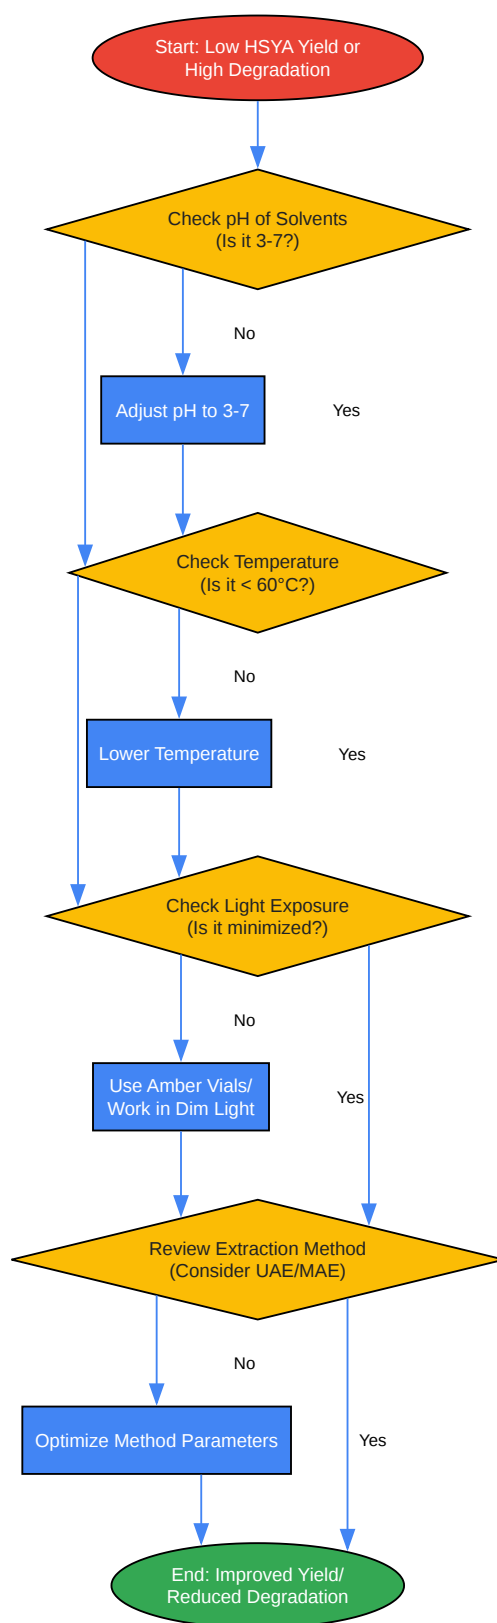 Start: Low HSYA Yield or
High Degradation
Check pH of Solvents
(Is it 3-7?)
No
Adjust pH to 3-7
Yes
Check Temperature
(Is it < 60°C?)
No
Lower Temperature
Yes
Check Light Exposure
(Is it minimized?)
No
Use Amber Vials/
Work in Dim Light
Yes
Review Extraction Method
(Consider UAE/MAE)
No
Optimize Method Parameters
Yes
End: Improved Yield/
Reduced Degradation